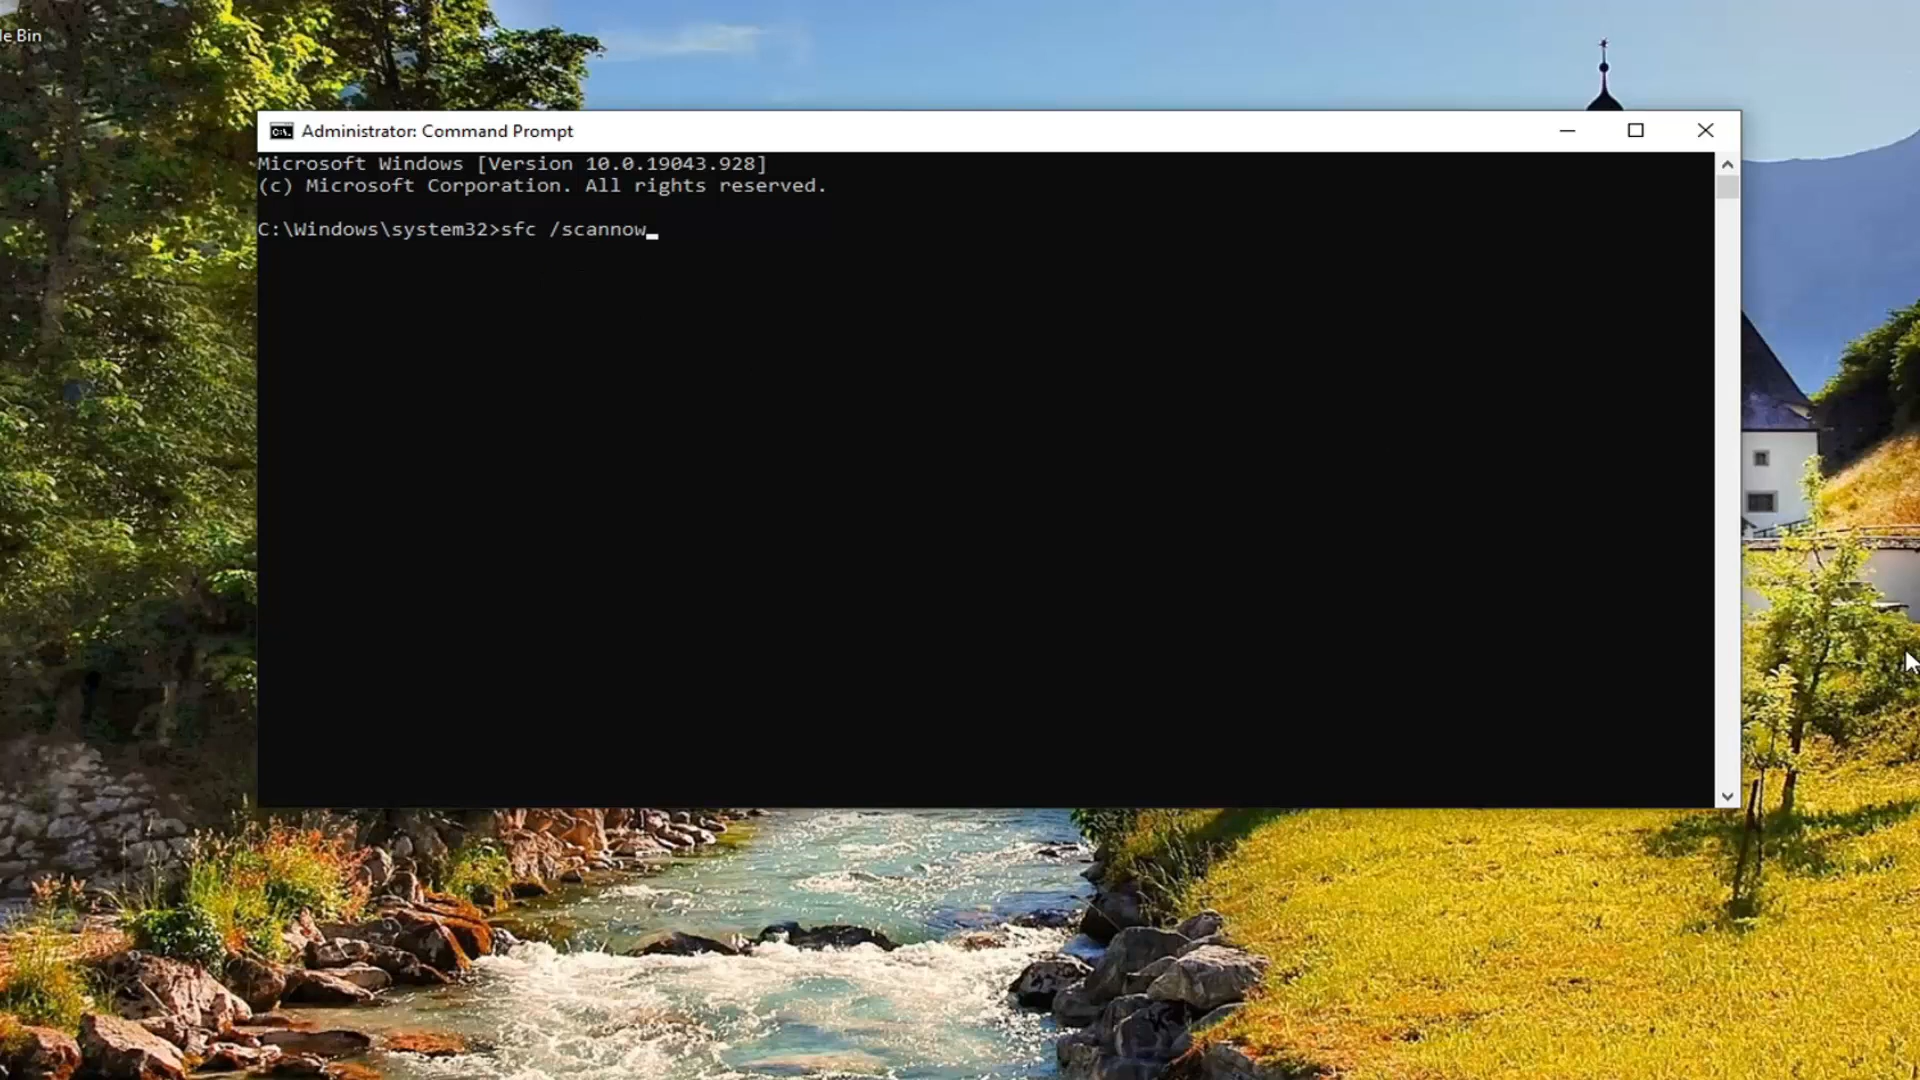 le Bin
Administrator: Command Prompt
Microsoft Windows [Version 10.0.19043.928]
(c) Microsoft Corporation. All rights reserved.
C:\Windows\system32>sfc /scannow